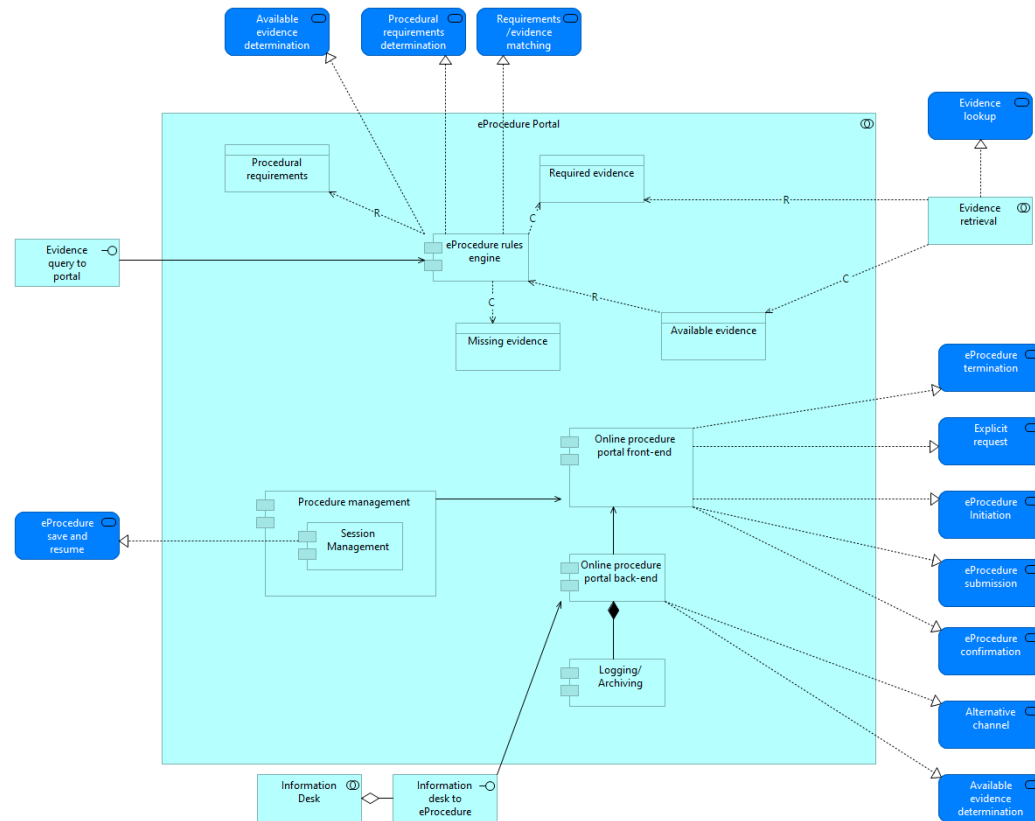 Available
evidence
determination
Procedural
requirements
determination
Requirements
/evidence
matching
Evidence
lookup
eProcedure Portal
Procedural
requirements
Required evidence
R
C
R
Evidence
retrieval
Evidence
query to
portal
eProcedure rules
engine
C
R
C
Missing evidence
Available evidence
eProcedure
termination
Online procedure
portal front-end
Explicit
request
Procedure management
eProcedure
Initiation
eProcedure
save and
resume
Session
Management
Online procedure
portal back-end
eProcedure
submission
eProcedure
confirmation
Logging/
Archiving
Alternative
channel
Information
Desk
Information
desk to
eProcedure
Available
evidence
determination